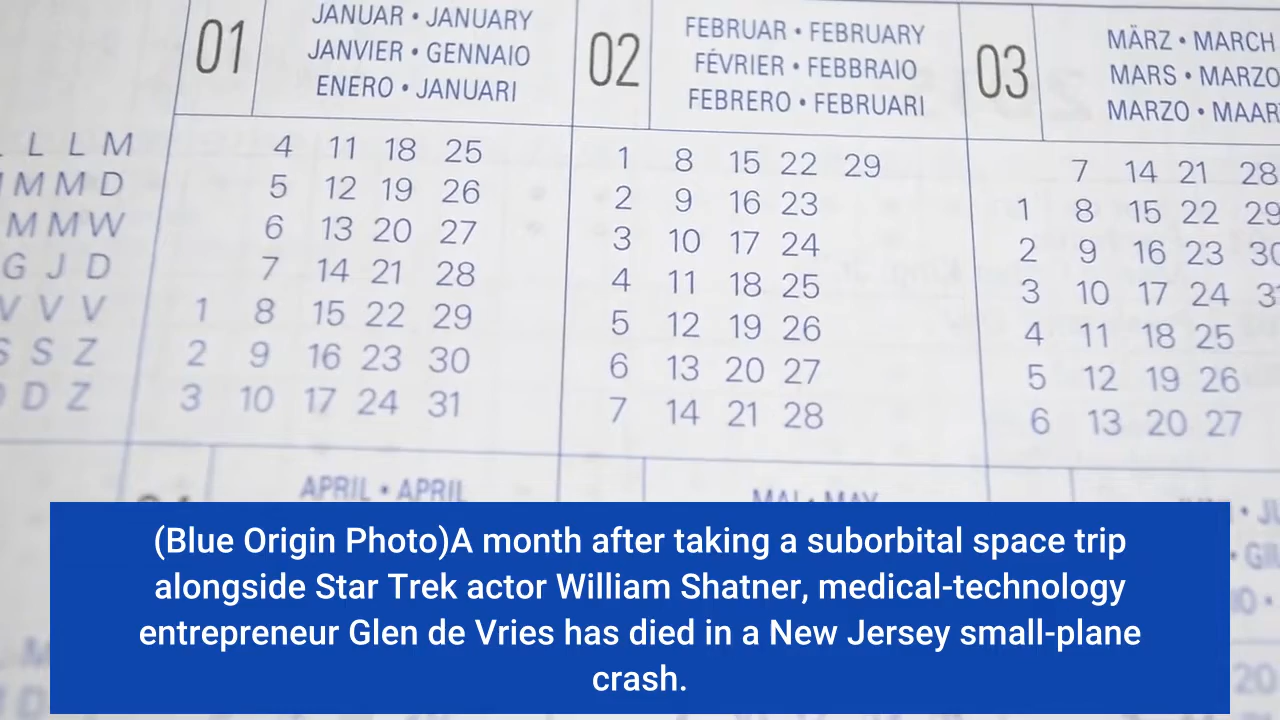 01
JANUAR • JANUARY
JANVIER • GENNAIO
ENERO • JANUARI
02
FEBRUAR • FEBRUARY
FÉVRIER • FEBBRAIO
FEBRERO • FEBRUARI
03
MÄRZ • MARCH
MARS • MARZO
MARZO • MAAR
L L L M 4 11 18 25 1 8 15 22 29 7 14 21 28
M M D 5 12 19 26 2 9 16 23 1 8 15 22 29
M M W 6 13 20 27 3 10 17 24 2 9 16 23 30
G J D 7 14 21 28 4 11 18 25 3 10 17 24 31
V V V 1 8 15 22 29 5 12 19 26 4 11 18 25
S S Z 2 9 16 23 30 6 13 20 27 5 12 19 26
D Z 3 10 17 24 31 7 14 21 28 6 13 20 27
APRIL • APRIL
MAI • MAY
(Blue Origin Photo)A month after taking a suborbital space trip
alongside Star Trek actor William Shatner, medical-technology
entrepreneur Glen de Vries has died in a New Jersey small-plane
crash.
20